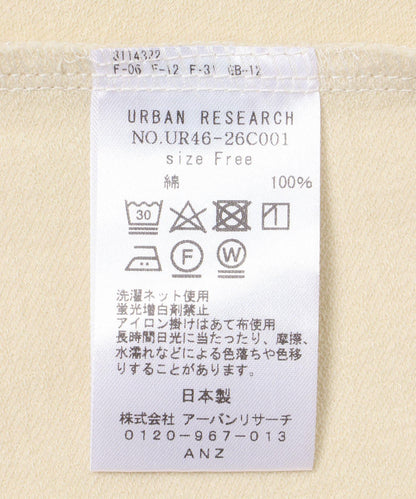 3114322
F-06 F-12 F-31 GB-12
URBAN RESEARCH
NO.UR46-26C001
size Free
綿 100%
30
F
W
洗濯ネット使用
蛍光増白剤禁止
アイロン掛けはあて布使用
長時間日光に当たったり、摩擦、
水濡れなどによる色落ちや色移
りする事があります。
日本製
株式会社 アーバンリサーチ
0120-967-013
ANZ